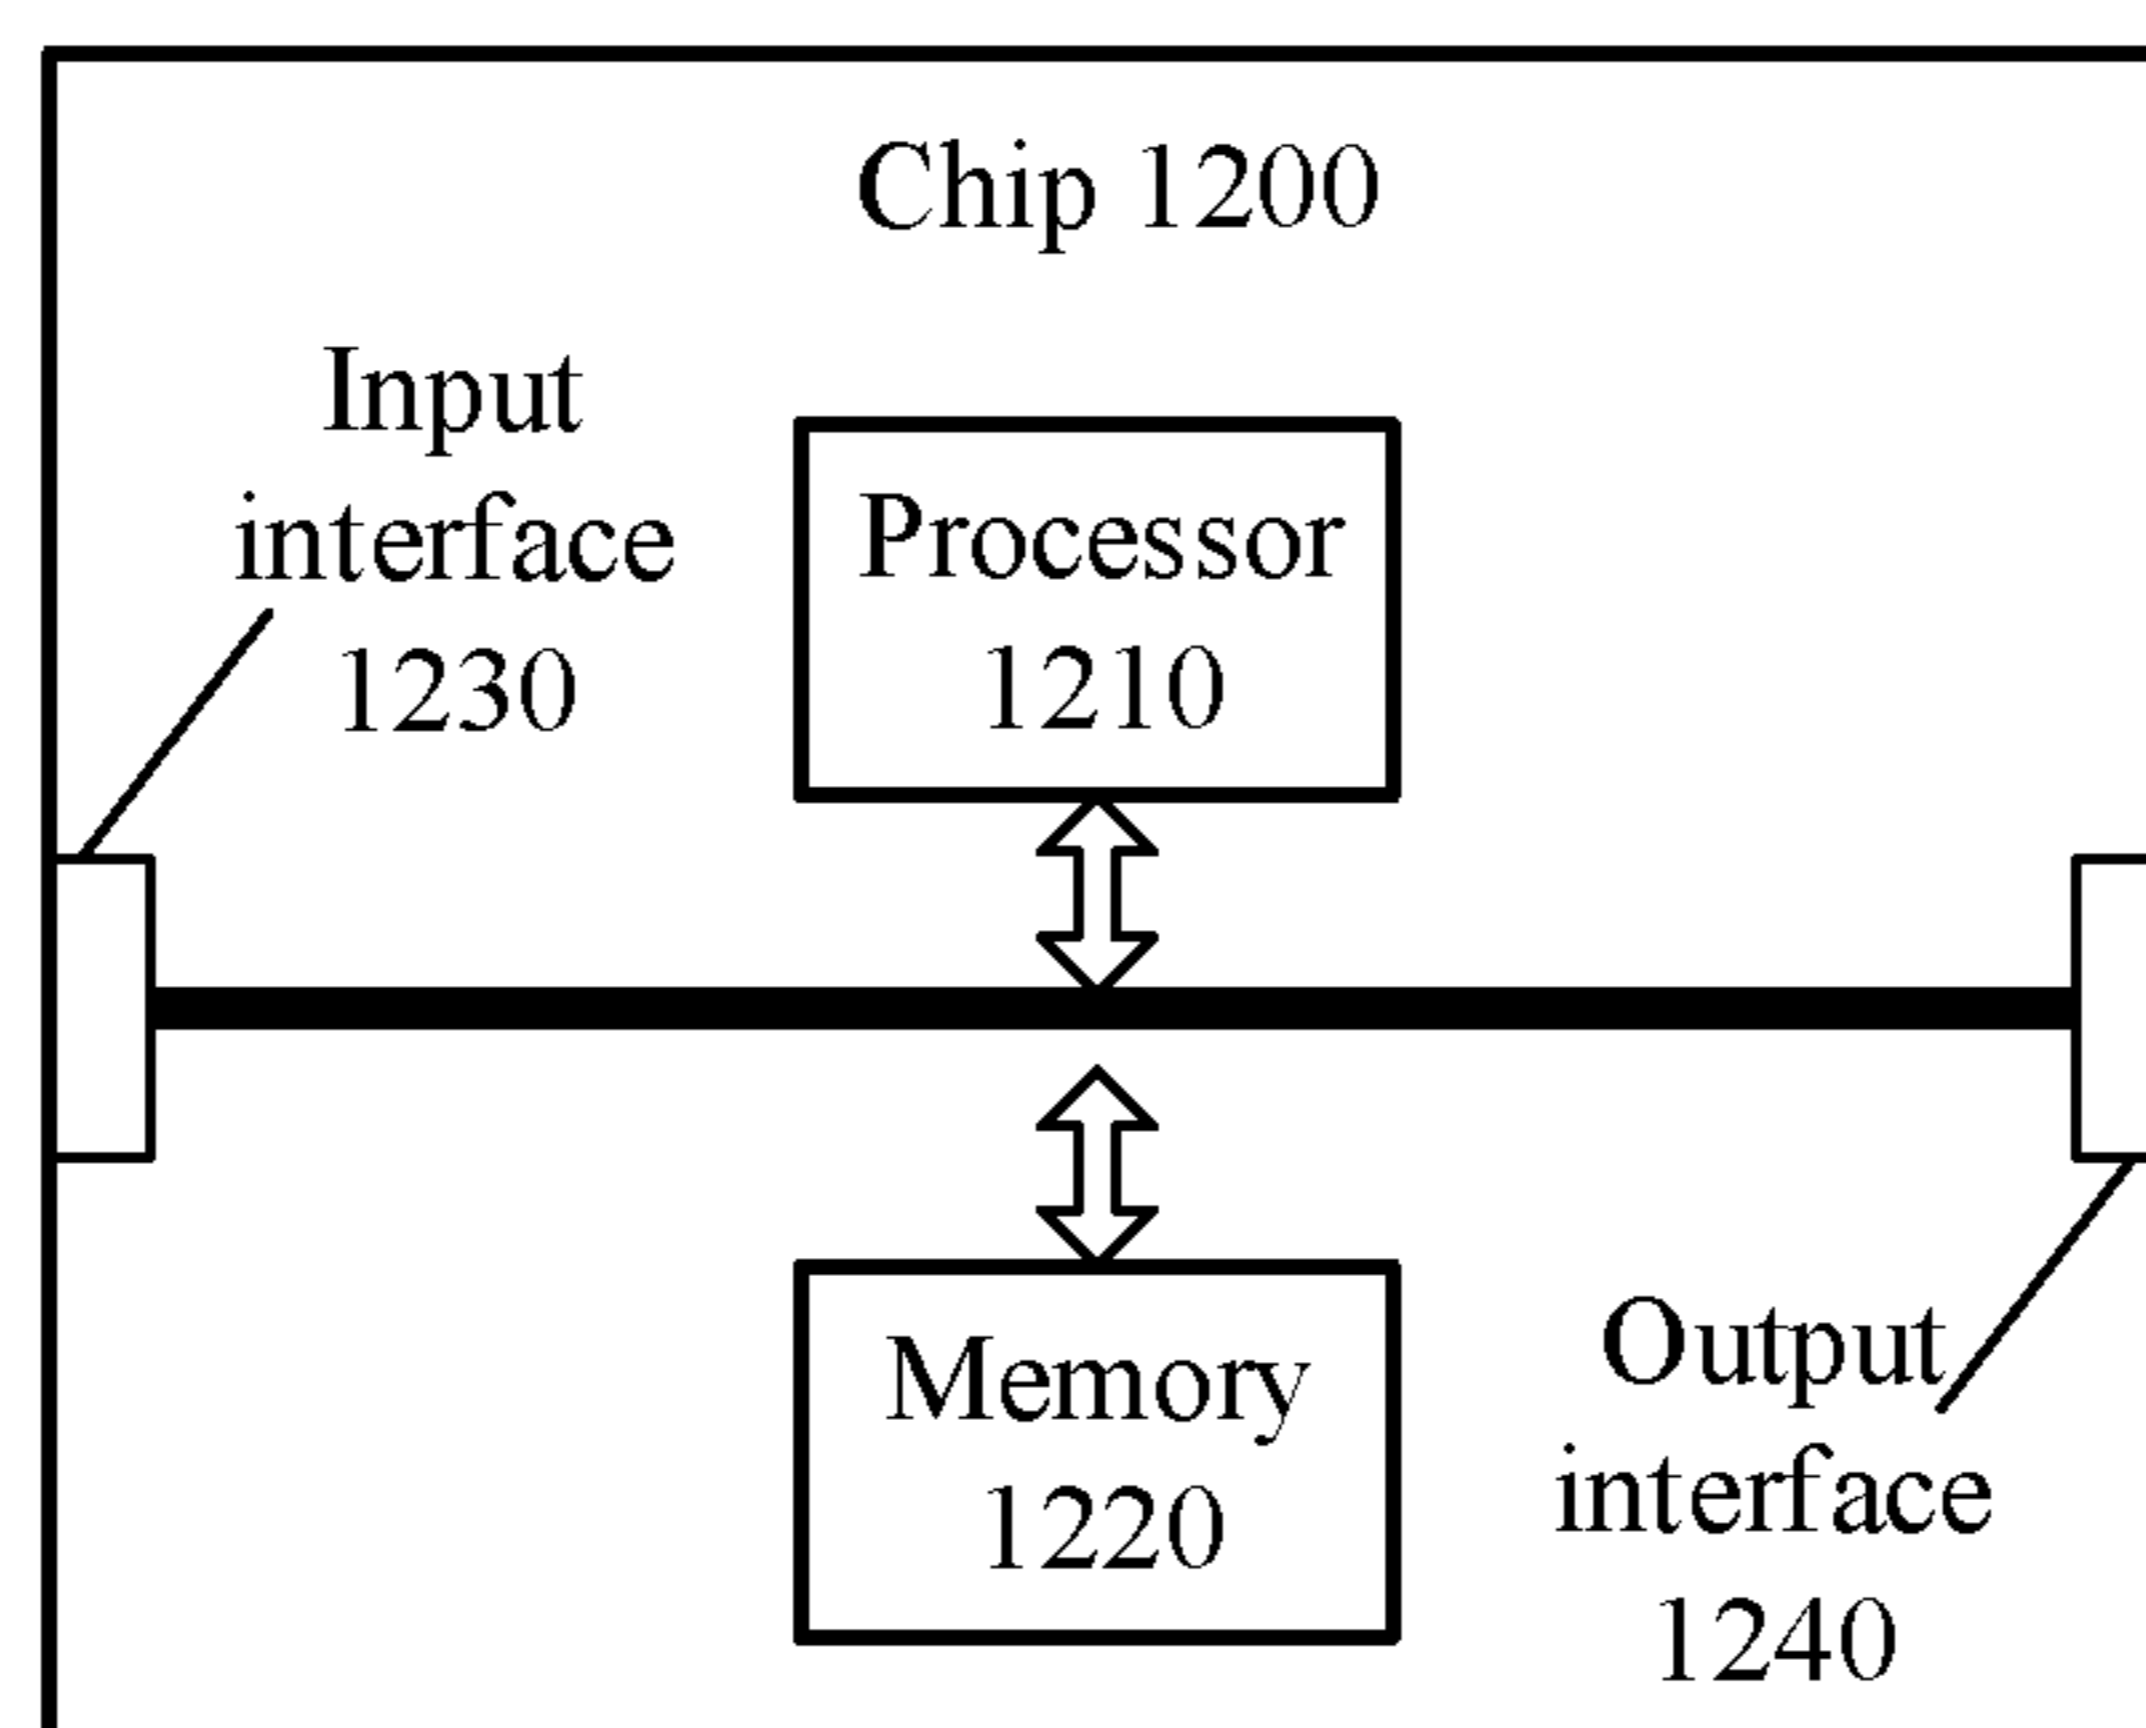 Chip 1200
Input
interface
1230
Processor
1210
Memory
1220
Output
interface
1240